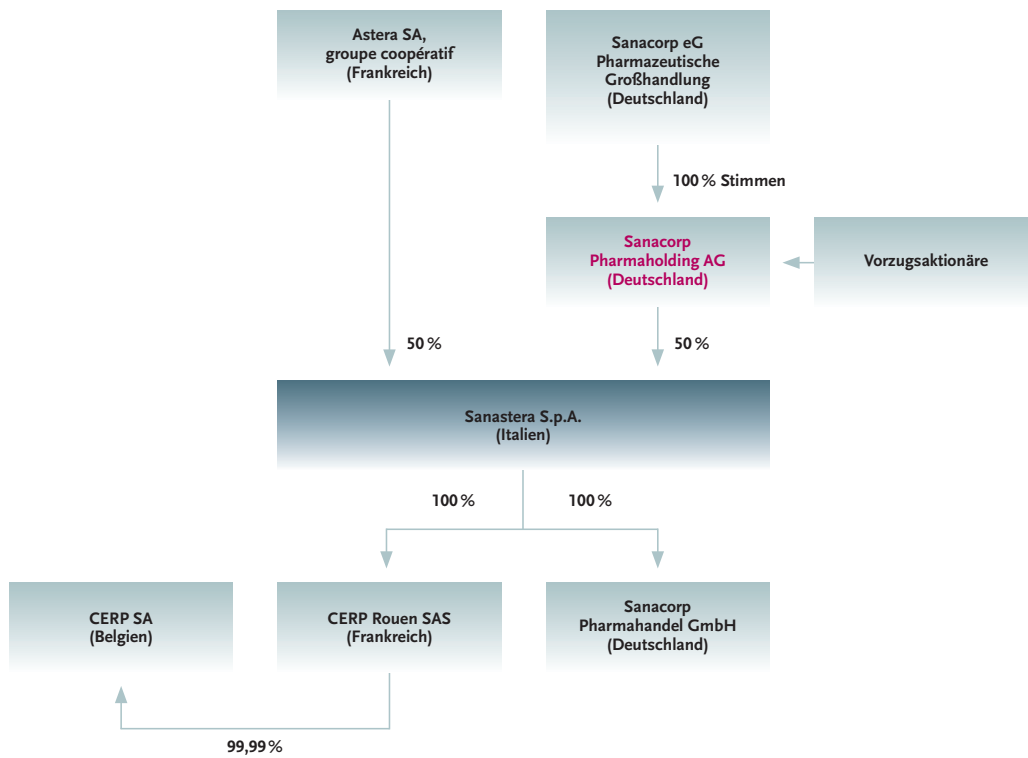 Astera SA,
groupe coopératif
(Frankreich)
Sanacorp eG
Pharmazeutische
Großhandlung
(Deutschland)
100 % Stimmen
Sanacorp
Pharmaholding AG
(Deutschland)
Vorzugsaktionäre
50 %
50 %
Sanastera S.p.A.
(Italien)
100 %
100 %
CERP SA
(Belgien)
CERP Rouen SAS
(Frankreich)
Sanacorp
Pharmahandel GmbH
(Deutschland)
99,99 %